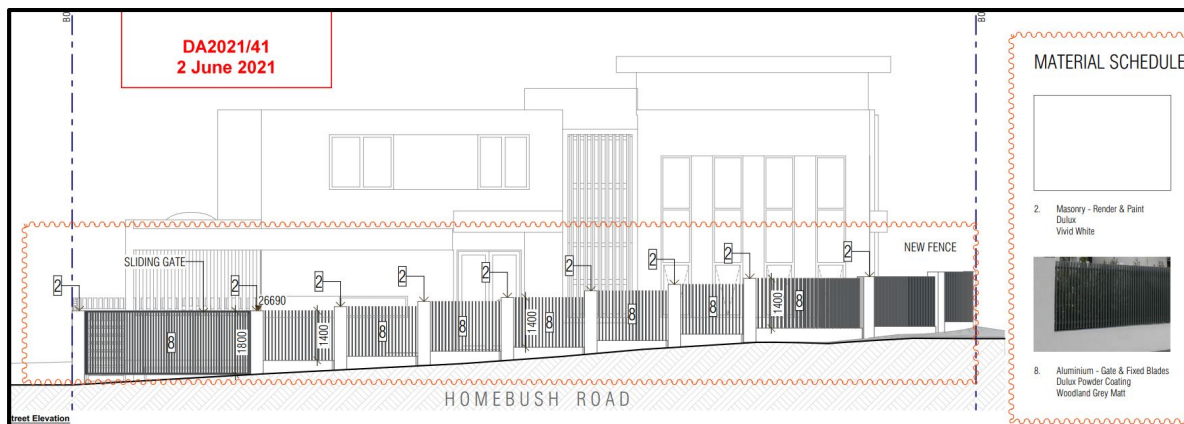 DA2021/41
2 June 2021
MATERIAL SCHEDULE
2. Masonry - Render & Paint
Dulux
Vivid White
8. Aluminium - Gate & Fixed Blades
Dulux Powder Coating
Woodland Grey Matt
NEW FENCE
SLIDING GATE
2
2
2
2
2
2
2
2
2
26690
8
8
8
8
8
8
8
8
1800
1400
1400
1400
HOMEBUSH ROAD
treet Elevation